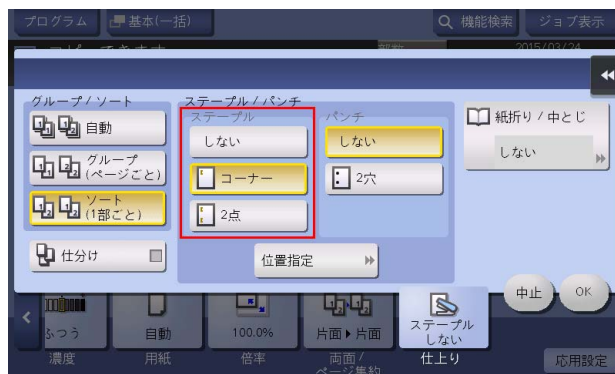 プログラム
基本(一括)
機能検索
ジョブ表示
部数
2015/03/24
グループ/ソート
自動
グループ
(ページごと)
ソート
(1部ごと)
仕分け
ステープル/パンチ
ステープル
しない
コーナー
2点
パンチ
しない
2穴
位置指定
紙折り/中とじ
しない
中止
OK
ふつう
濃度
自動
用紙
100.0%
倍率
片面▶片面
両面/
ページ集約
ステープル
しない
仕上り
応用設定